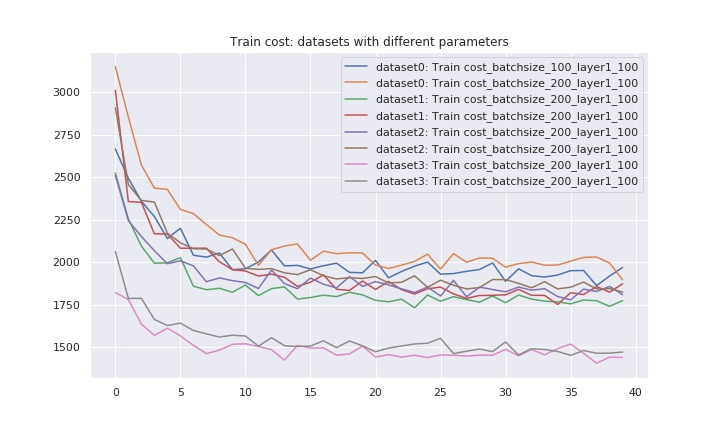 Train cost: datasets with different parameters
dataset0: Train cost_batchsize_100_layer1_100
dataset0: Train cost_batchsize_200_layer1_100
dataset1: Train cost_batchsize_200_layer1_100
dataset1: Train cost_batchsize_200_layer1_100
dataset2: Train cost_batchsize_200_layer1_100
dataset2: Train cost_batchsize_200_layer1_100
dataset3: Train cost_batchsize_200_layer1_100
dataset3: Train cost_batchsize_200_layer1_100
3000
2750
2500
2250
2000
1750
1500
0 5 10 15 20 25 30 35 40